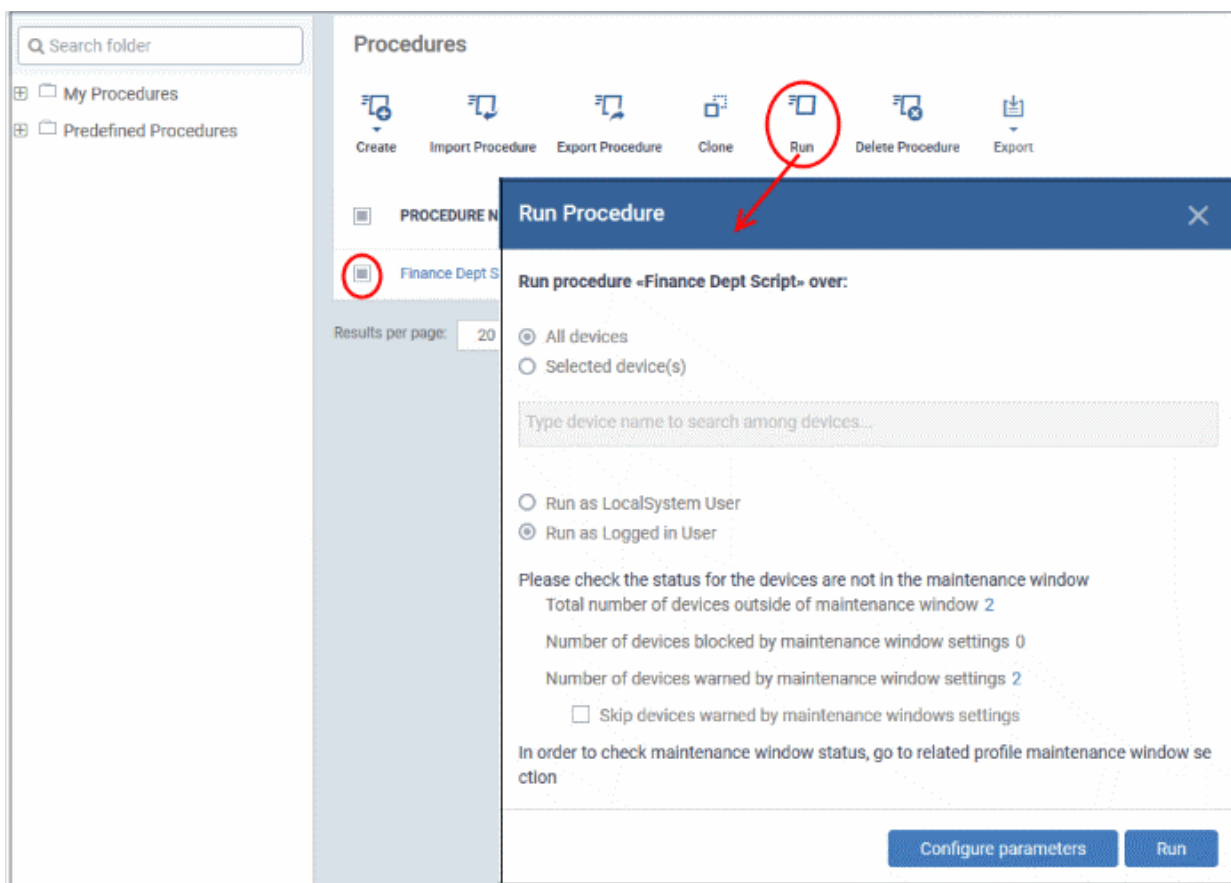 Search folder
My Procedures
Predefined Procedures
Procedures
Create
Import Procedure
Export Procedure
Clone
Run
Delete Procedure
Export
PROCEDURE N
Finance Dept S
Results per page:
20
Run Procedure
Run procedure «Finance Dept Script» over:
All devices
Selected device(s)
Type device name to search among devices...
Run as LocalSystem User
Run as Logged in User
Please check the status for the devices are not in the maintenance window
Total number of devices outside of maintenance window 2
Number of devices blocked by maintenance window settings 0
Number of devices warned by maintenance window settings 2
Skip devices warned by maintenance windows settings
In order to check maintenance window status, go to related profile maintenance window se
ction
Configure parameters
Run